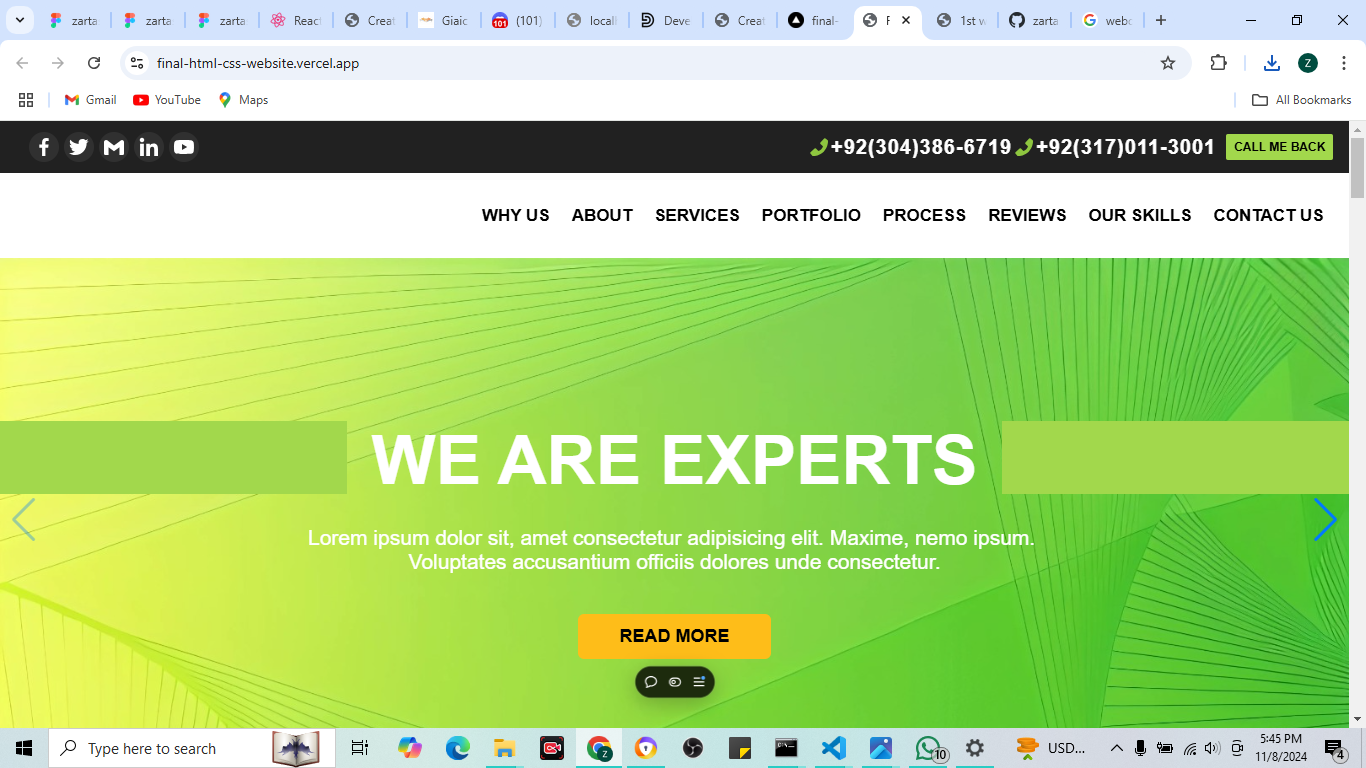 zarta
zarta
zarta
React
Creat
Giaic
(101)
locall
Deve
Creat
final-
F
1st w
zarta
webc
final-html-css-website.vercel.app
Gmail
YouTube
Maps
All Bookmarks
+92(304)386-6719 +92(317)011-3001 CALL ME BACK
WHY US ABOUT SERVICES PORTFOLIO PROCESS REVIEWS OUR SKILLS CONTACT US
WE ARE EXPERTS
Lorem ipsum dolor sit, amet consectetur adipisicing elit. Maxime, nemo ipsum.
Voluptates accusantium officiis dolores unde consectetur.
READ MORE
Type here to search
10
USD...
5:45 PM
11/8/2024
4